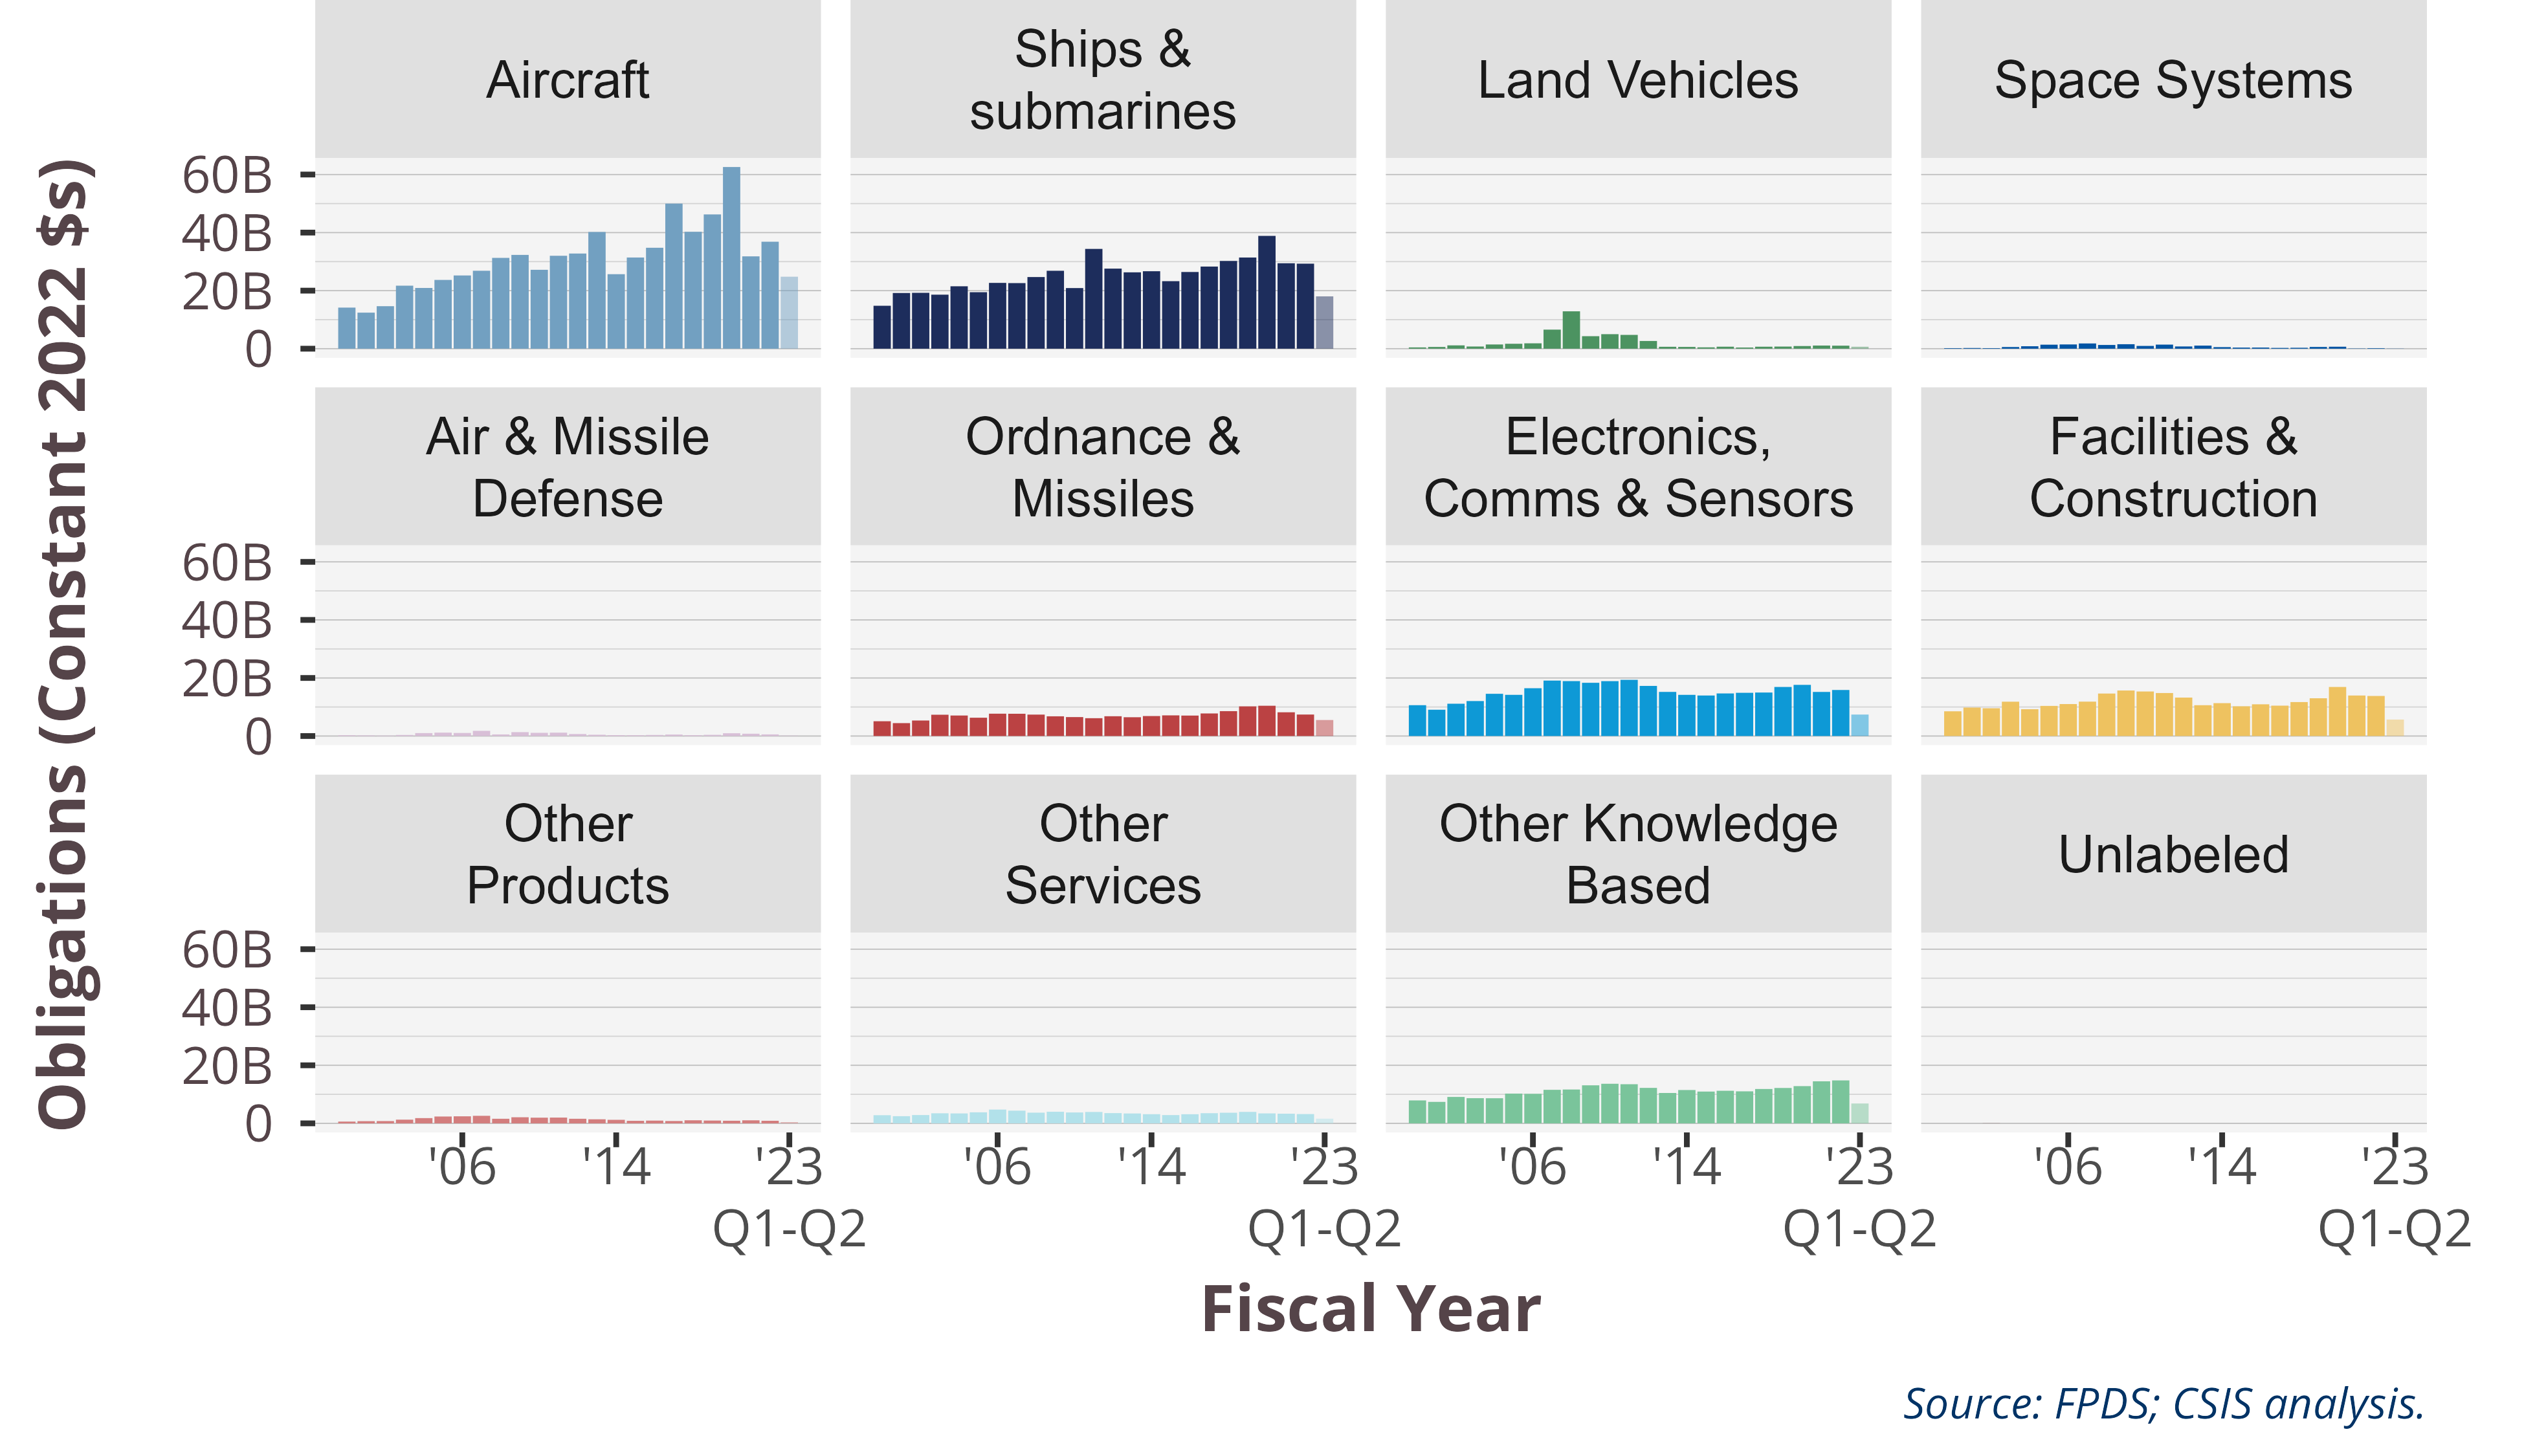 Aircraft
Ships &
submarines
Land Vehicles
Space Systems
60B
40B
20B
0
Air & Missile
Defense
Ordnance &
Missiles
Electronics,
Comms & Sensors
Facilities &
Construction
60B
40B
20B
0
Other
Products
Other
Services
Other Knowledge
Based
Unlabeled
60B
40B
20B
0
'06 '14 '23
Q1-Q2
'06 '14 '23
Q1-Q2
'06 '14 '23
Q1-Q2
'06 '14 '23
Q1-Q2
Obligations (Constant 2022 $s)
Fiscal Year
Source: FPDS; CSIS analysis.